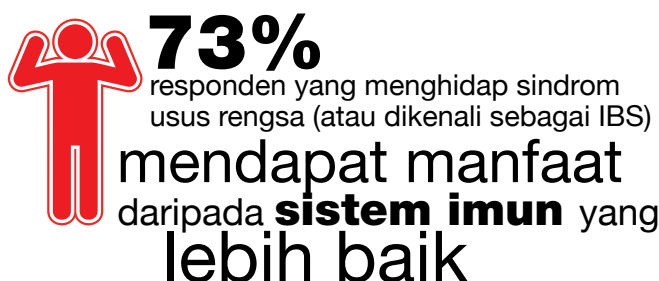 73%
responden yang menghidap sindrom
usus rengsa (atau dikenali sebagai IBS)
mendapat manfaat
daripada sistem imun yang
lebih baik